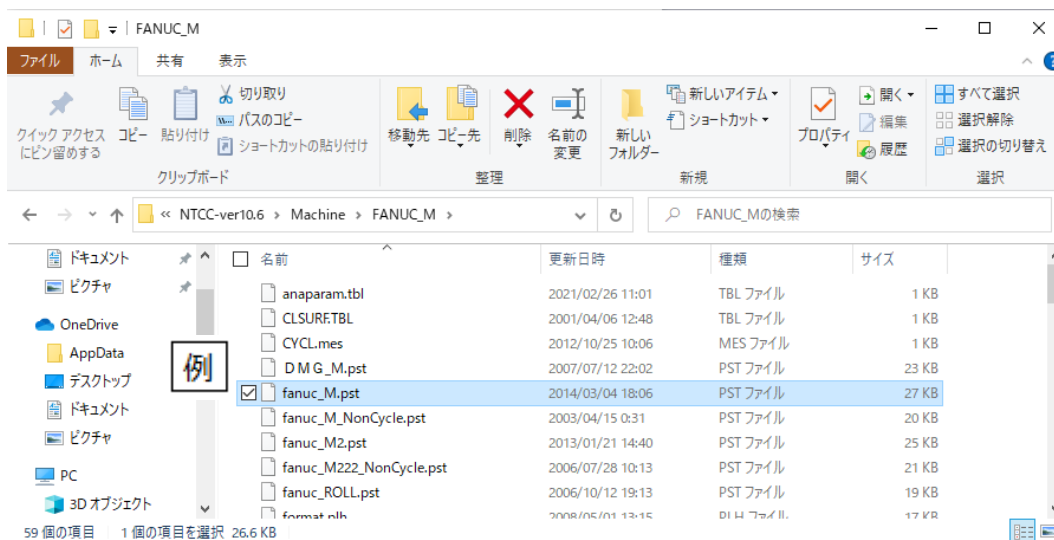 FANUC_M
ファイル ホーム 共有 表示
クイック アクセス
にピン留めする
コピー
貼り付け
切り取り
パスのコピー
ショートカットの貼り付け
クリップボード
移動先
コピー先
削除
名前の
変更
整理
新しい
フォルダー
新しいアイテム
ショートカット
新規
プロパティ
開く
編集
履歴
開く
すべて選択
選択解除
選択の切り替え
選択
« NTCC-ver10.6 > Machine > FANUC_M >
FANUC_Mの検索
ドキュメント
ピクチャ
OneDrive
AppData
デスクトップ
ドキュメント
ピクチャ
PC
3D オブジェクト
例
名前 更新日時 種類 サイズ
anaparam.tbl 2021/02/26 11:01 TBL ファイル 1 KB
CLSURF.TBL 2001/04/06 12:48 TBL ファイル 1 KB
CYCL.mes 2012/10/25 10:06 MES ファイル 1 KB
ＤＭＧ_M.pst 2007/07/12 22:02 PST ファイル 23 KB
fanuc_M.pst 2014/03/04 18:06 PST ファイル 27 KB
fanuc_M_NonCycle.pst 2003/04/15 0:31 PST ファイル 20 KB
fanuc_M2.pst 2013/01/21 14:40 PST ファイル 25 KB
fanuc_M222_NonCycle.pst 2006/07/28 10:13 PST ファイル 21 KB
fanuc_ROLL.pst 2006/10/12 19:13 PST ファイル 19 KB
format.plh 2008/05/01 13:15 PLH ファイル 17 KB
59 個の項目 1 個の項目を選択 26.6 KB